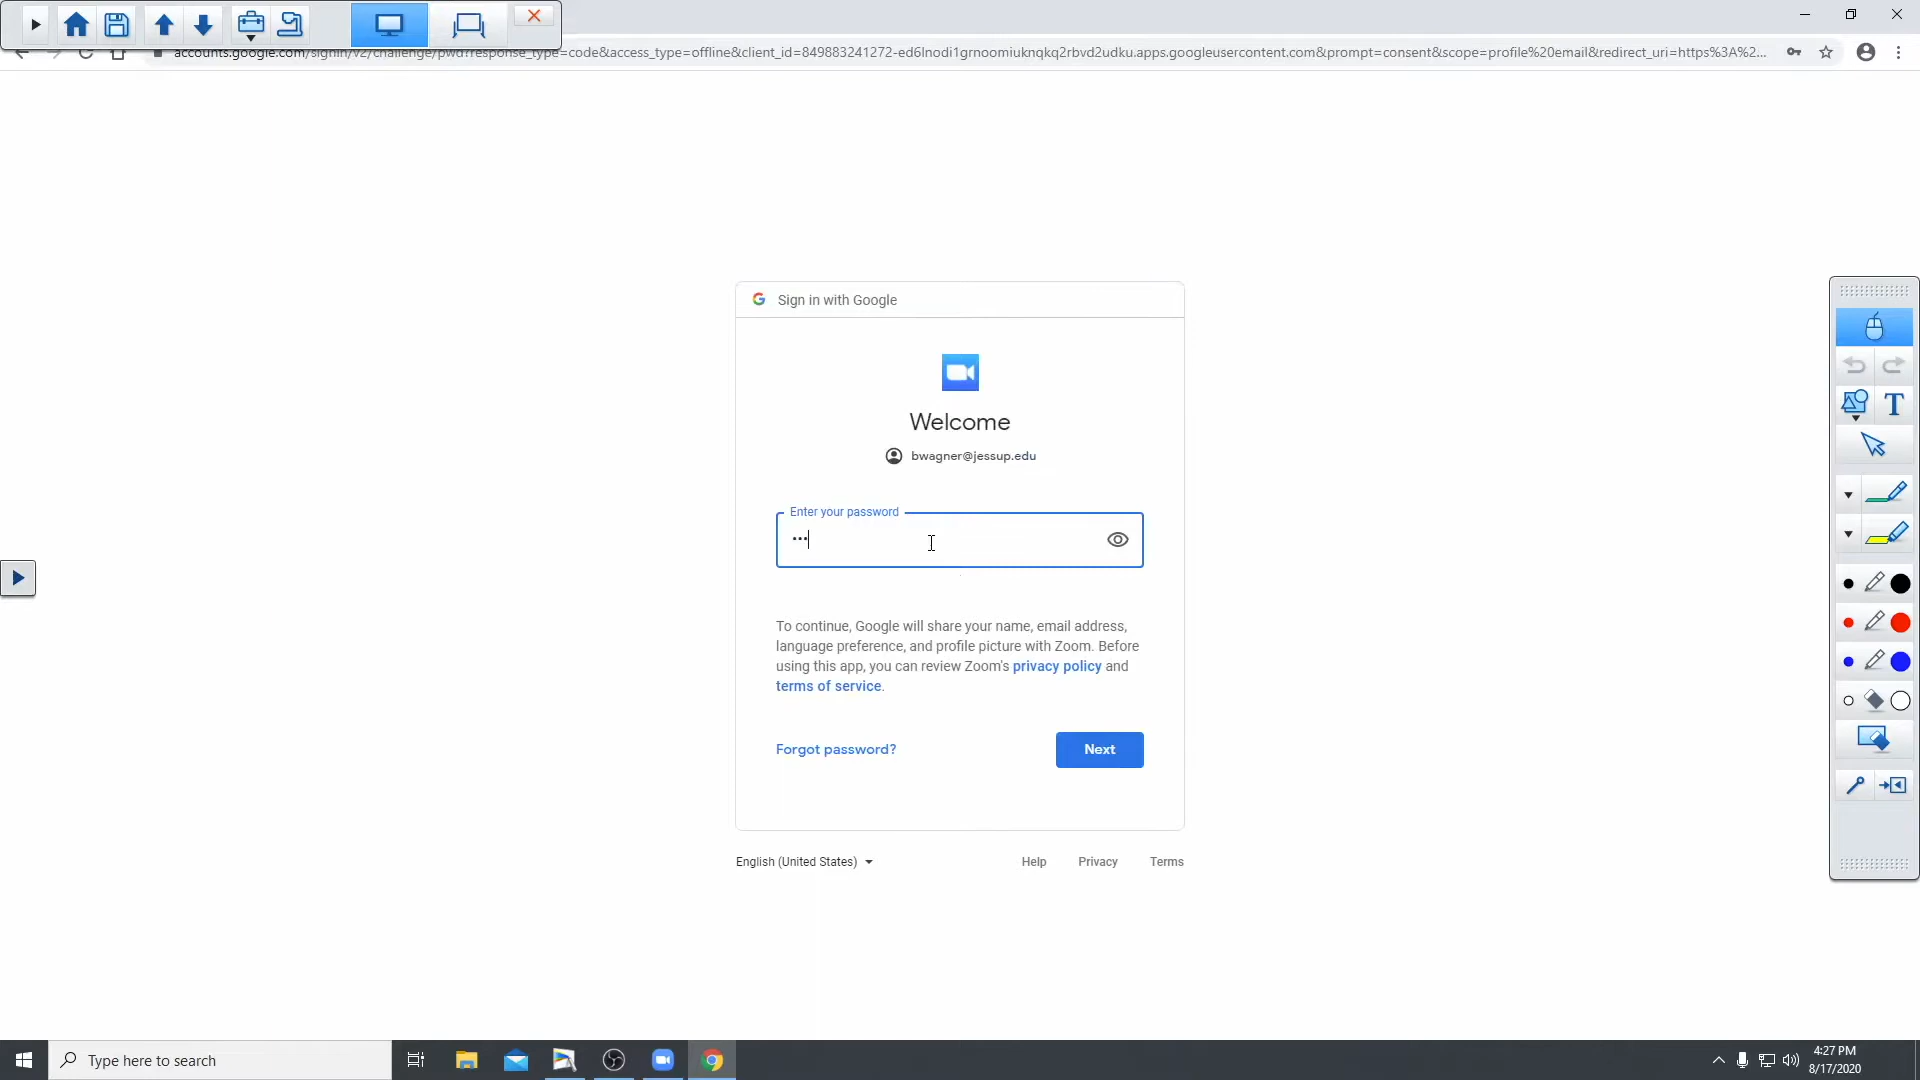 accounts.google.com/signin/v2/challenge/pwd?response_type=code&access_type=offline&client_id=849883241272-ed6lnodi1grnoomiuknqkq2rbvd2udku.apps.googleusercontent.com&prompt=consent&scope=profile%20email&redirect_uri=https%3A%2...
Sign in with Google
Welcome
bwagner@jessup.edu
Enter your password
To continue, Google will share your name, email address,
language preference, and profile picture with Zoom. Before
using this app, you can review Zoom's privacy policy and
terms of service.
Forgot password?
Next
English (United States)
Help
Privacy
Terms
T
Type here to search
4:27 PM
8/17/2020